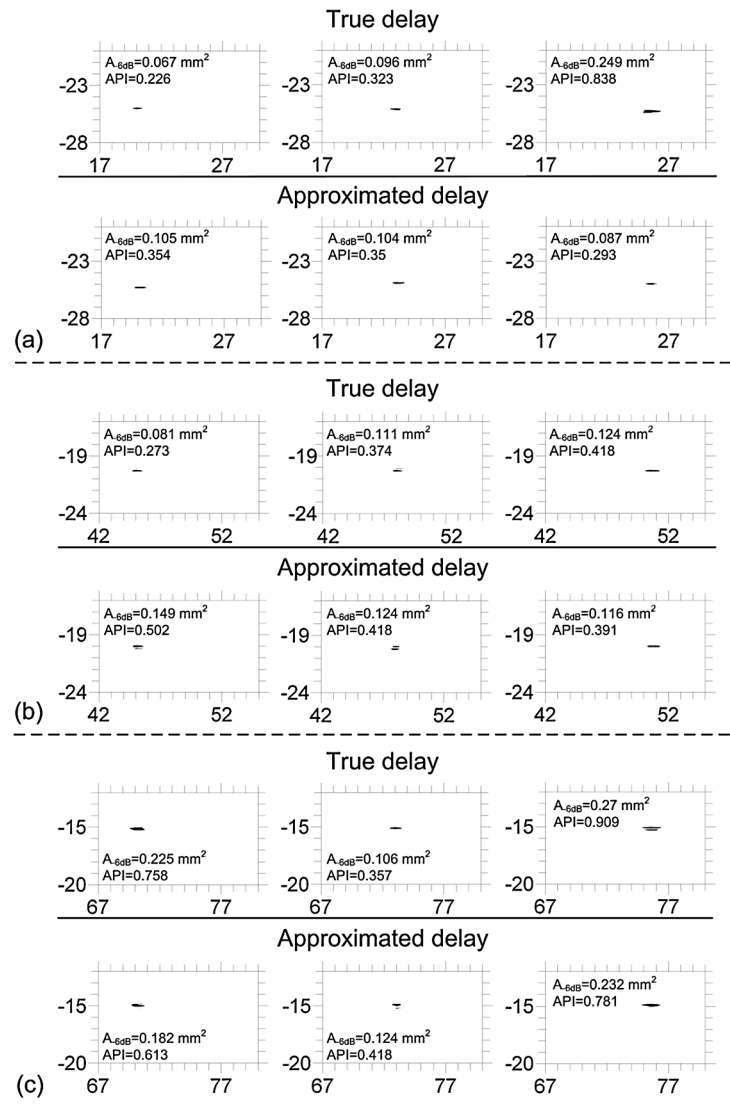 True delay
A-6dB=0.067 mm²
API=0.226
-23
-28
17
27
A-6dB=0.096 mm²
API=0.323
-23
-28
17
27
A-6dB=0.249 mm²
API=0.838
-23
-28
17
27
Approximated delay
A-6dB=0.105 mm²
API=0.354
-23
-28
17
27
A-6dB=0.104 mm²
API=0.35
-23
-28
17
27
A-6dB=0.087 mm²
API=0.293
-23
-28
17
27
(a)
True delay
A-6dB=0.081 mm²
API=0.273
-19
-24
42
52
A-6dB=0.111 mm²
API=0.374
-19
-24
42
52
A-6dB=0.124 mm²
API=0.418
-19
-24
42
52
Approximated delay
A-6dB=0.149 mm²
API=0.502
-19
-24
42
52
A-6dB=0.124 mm²
API=0.418
-19
-24
42
52
A-6dB=0.116 mm²
API=0.391
-19
-24
42
52
(b)
True delay
-15
A-6dB=0.225 mm²
API=0.758
-20
67
77
-15
A-6dB=0.106 mm²
API=0.357
-20
67
77
A-6dB=0.27 mm²
API=0.909
-15
-20
67
77
Approximated delay
-15
A-6dB=0.182 mm²
API=0.613
-20
67
77
-15
A-6dB=0.124 mm²
API=0.418
-20
67
77
A-6dB=0.232 mm²
API=0.781
-15
-20
67
77
(c)